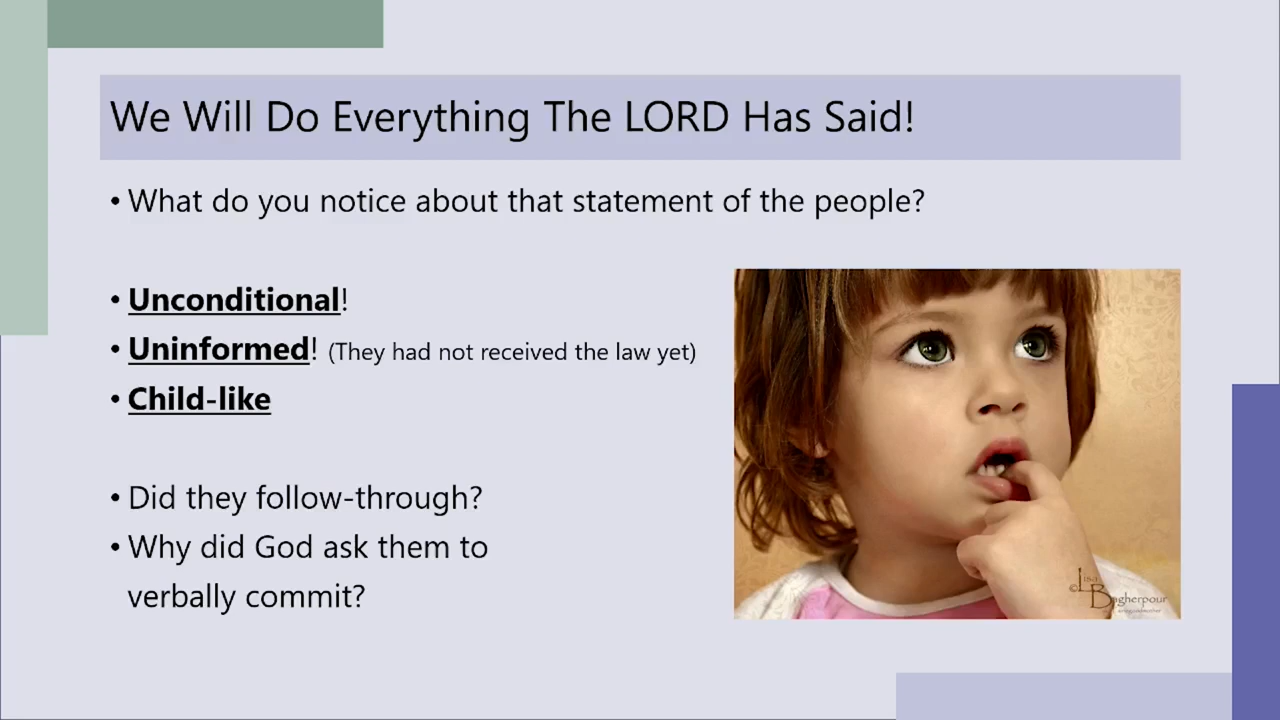 We Will Do Everything The LORD Has Said!
• What do you notice about that statement of the people?
• Unconditional!
• Uninformed! (They had not received the law yet)
• Child-like
• Did they follow-through?
• Why did God ask them to
verbally commit?
© Lisa
Bagherpour